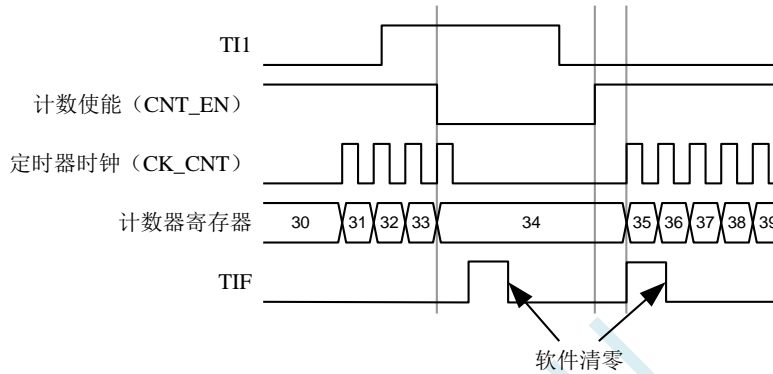 TI1
计数使能（CNT_EN）
定时器时钟（CK_CNT）
计数器寄存器 30 31 32 33 34 35 36 37 38 39
TIF
软件清零